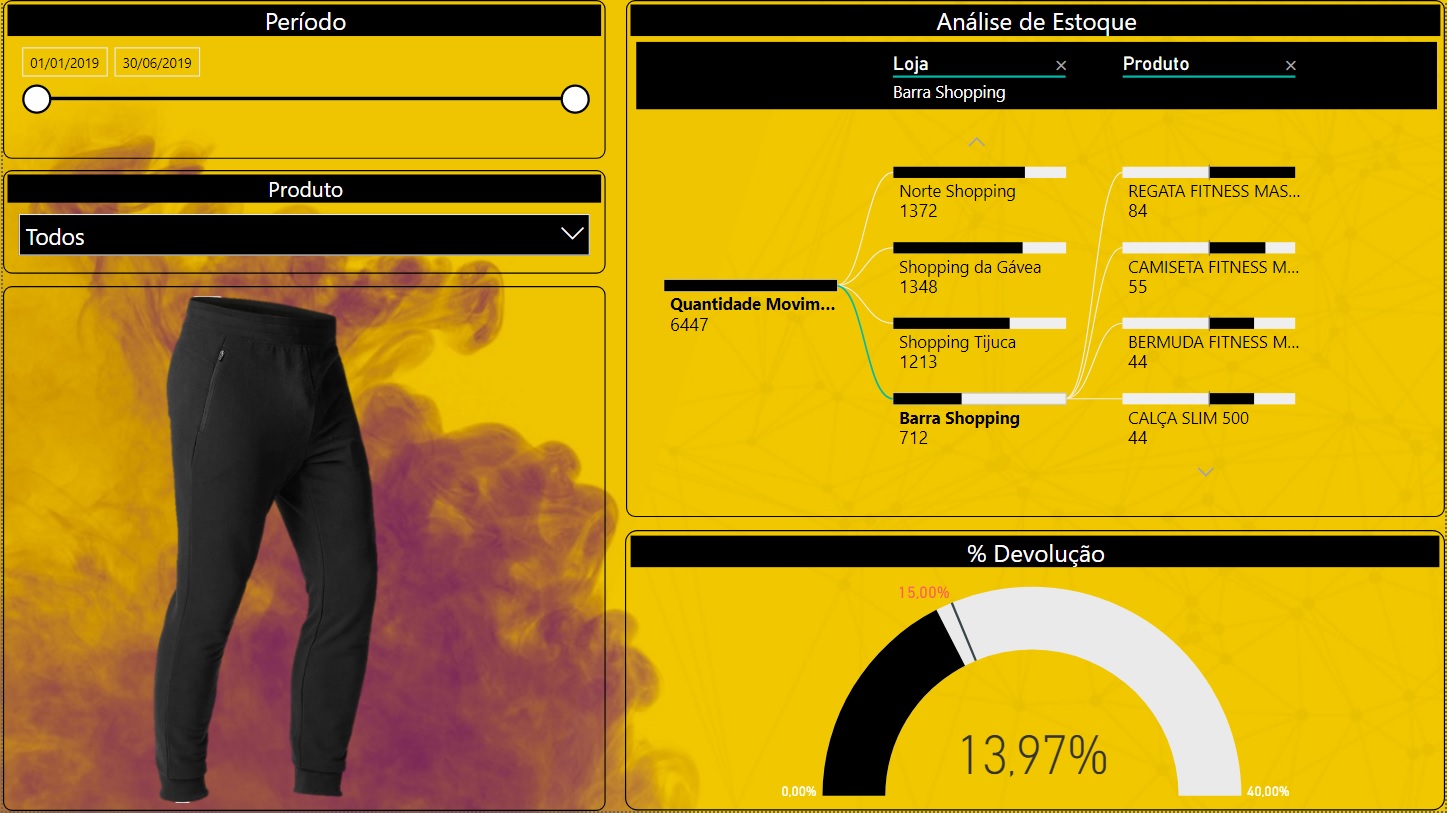 Período
01/01/2019 30/06/2019
Produto
Todos
Análise de Estoque
Loja
Produto
Barra Shopping
Quantidade Movim...
6447
Norte Shopping
1372
Shopping da Gávea
1348
Shopping Tijuca
1213
Barra Shopping
712
REGATA FITNESS MAS...
84
CAMISETA FITNESS M...
55
BERMUDA FITNESS M...
44
CALÇA SLIM 500
44
% Devolução
15,00%
13,97%
0,00%
40,00%